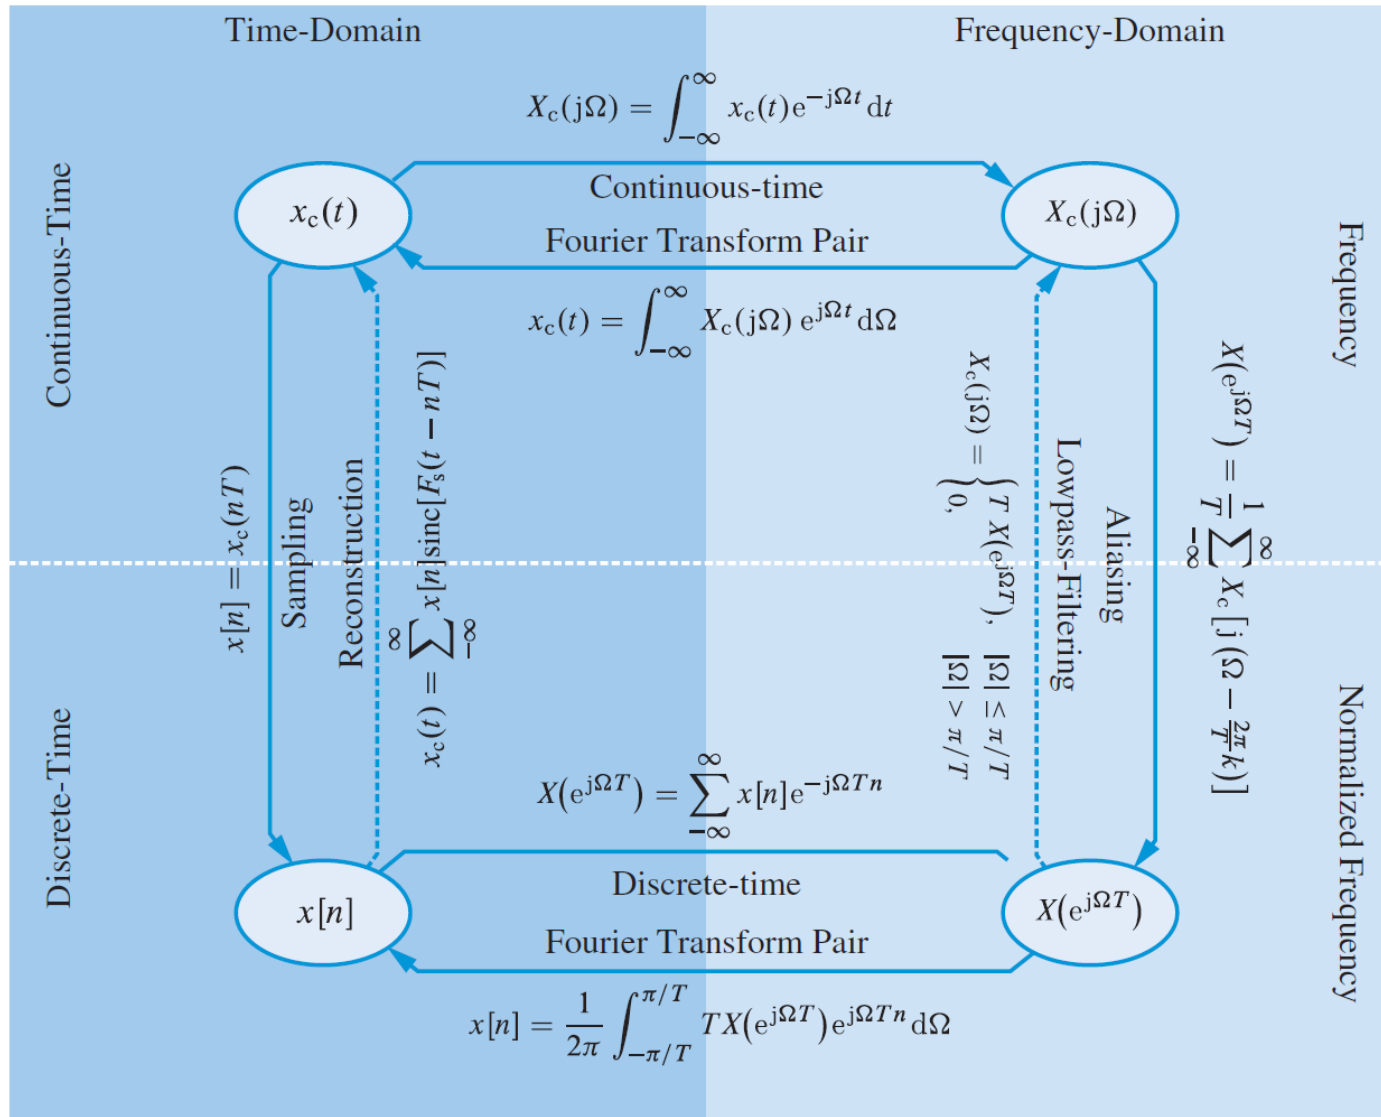 Time-Domain
Frequency-Domain
X_c(jΩ) = ∫_{−∞}^{∞} x_c(t)e^{−jΩt} dt
Continuous-Time
x_c(t)
Continuous-time
Fourier Transform Pair
X_c(jΩ)
Frequency
x_c(t) = ∫_{−∞}^{∞} X_c(jΩ) e^{jΩt} dΩ
x[n] = x_c(nT)
Sampling
Reconstruction
x_c(t) = ∑_{−∞}^{∞} x[n]sinc[F_s(t − nT)]
X_c(jΩ) = { T X(e^{jΩT}), |Ω| ≤ π/T
0, |Ω| > π/T
Lowpass-Filtering
Aliasing
X(e^{jΩT}) = \frac{1}{T} ∑_{−∞}^{∞} X_c[j(Ω − \frac{2π}{T}k)]
Discrete-Time
Normalized Frequency
X(e^{jΩT}) = ∑_{−∞}^{∞} x[n]e^{−jΩTn}
x[n]
Discrete-time
Fourier Transform Pair
X(e^{jΩT})
x[n] = \frac{1}{2π} ∫_{−π/T}^{π/T} TX(e^{jΩT})e^{jΩTn} dΩ